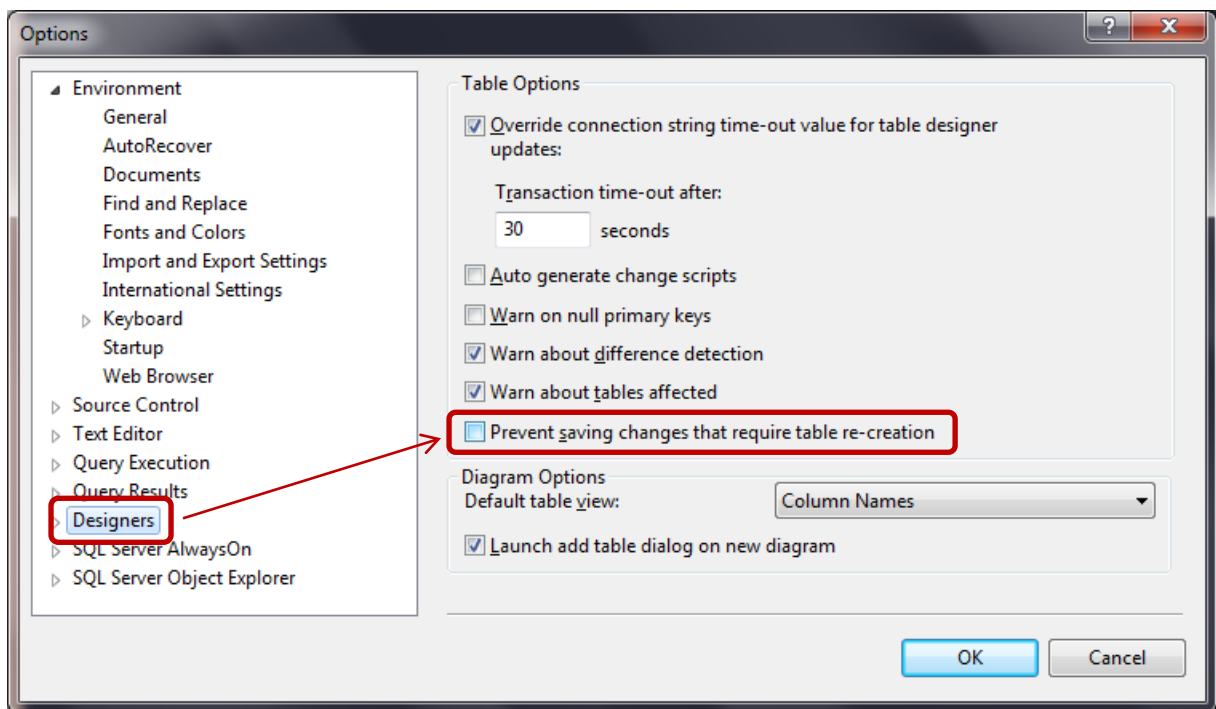 Options
?
X
Environment
General
AutoRecover
Documents
Find and Replace
Fonts and Colors
Import and Export Settings
International Settings
Keyboard
Startup
Web Browser
Source Control
Text Editor
Query Execution
Query Results
Designers
SQL Server AlwaysOn
SQL Server Object Explorer
Table Options
Override connection string time-out value for table designer
updates:
Transaction time-out after:
30 seconds
Auto generate change scripts
Warn on null primary keys
Warn about difference detection
Warn about tables affected
Prevent saving changes that require table re-creation
Diagram Options
Default table view: Column Names
Launch add table dialog on new diagram
OK Cancel